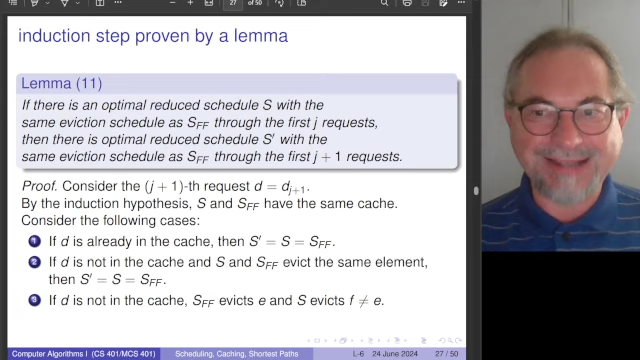 27 of 50
induction step proven by a lemma
Lemma (11)
If there is an optimal reduced schedule S with the
same eviction schedule as S_FF through the first j requests,
then there is optimal reduced schedule S′ with the
same eviction schedule as S_FF through the first j + 1 requests.
Proof. Consider the (j + 1)-th request d = d_{j+1}.
By the induction hypothesis, S and S_FF have the same cache.
Consider the following cases:
1 If d is already in the cache, then S′ = S = S_FF.
2 If d is not in the cache and S and S_FF evict the same element,
then S′ = S = S_FF.
3 If d is not in the cache, S_FF evicts e and S evicts f ≠ e.
Computer Algorithms I (CS 401/MCS 401) Scheduling, Caching, Shortest Paths L-6 24 June 2024 27 / 50